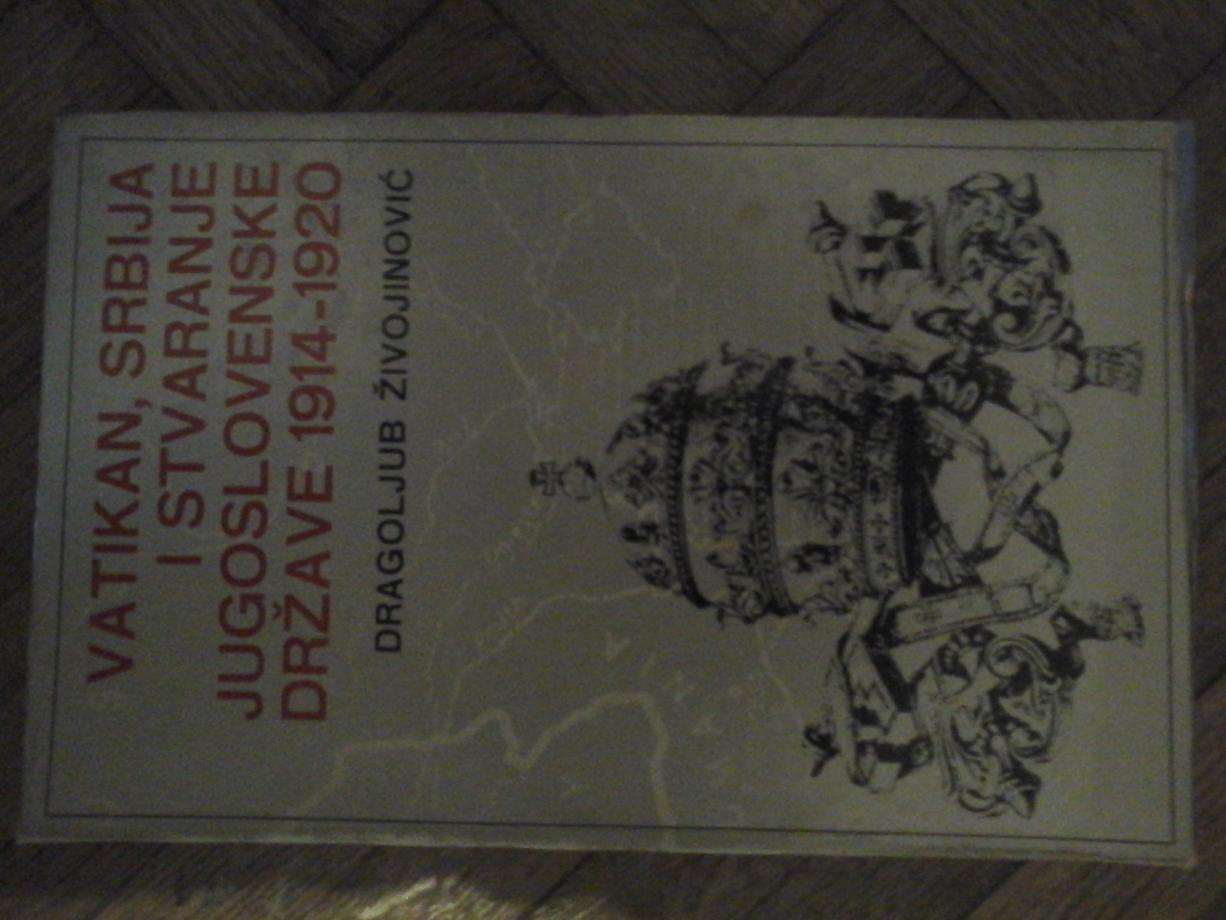 VATIKAN, SRBIJA
I STVARANJE
JUGOSLOVENSKE
DRŽAVE 1914-1920
DRAGOLJUB ŽIVOJINOVIĆ